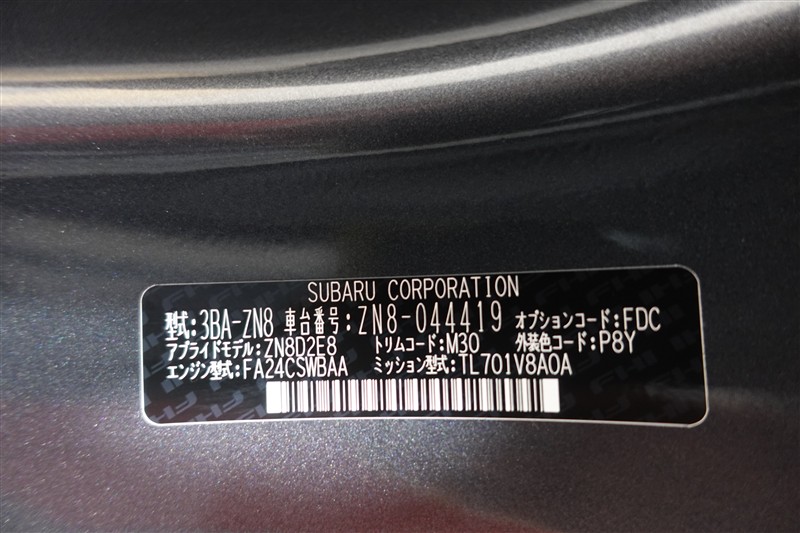 SUBARU CORPORATION
型式:3BA-ZN8 車台番号:ZN8-044419 オプションコード:FDC
アプライドモデル:ZN8D2E8 トリムコード:M30 外装色コード:P8Y
エンジン型式:FA24CSWBAA ミッション型式:TL701V8AOA